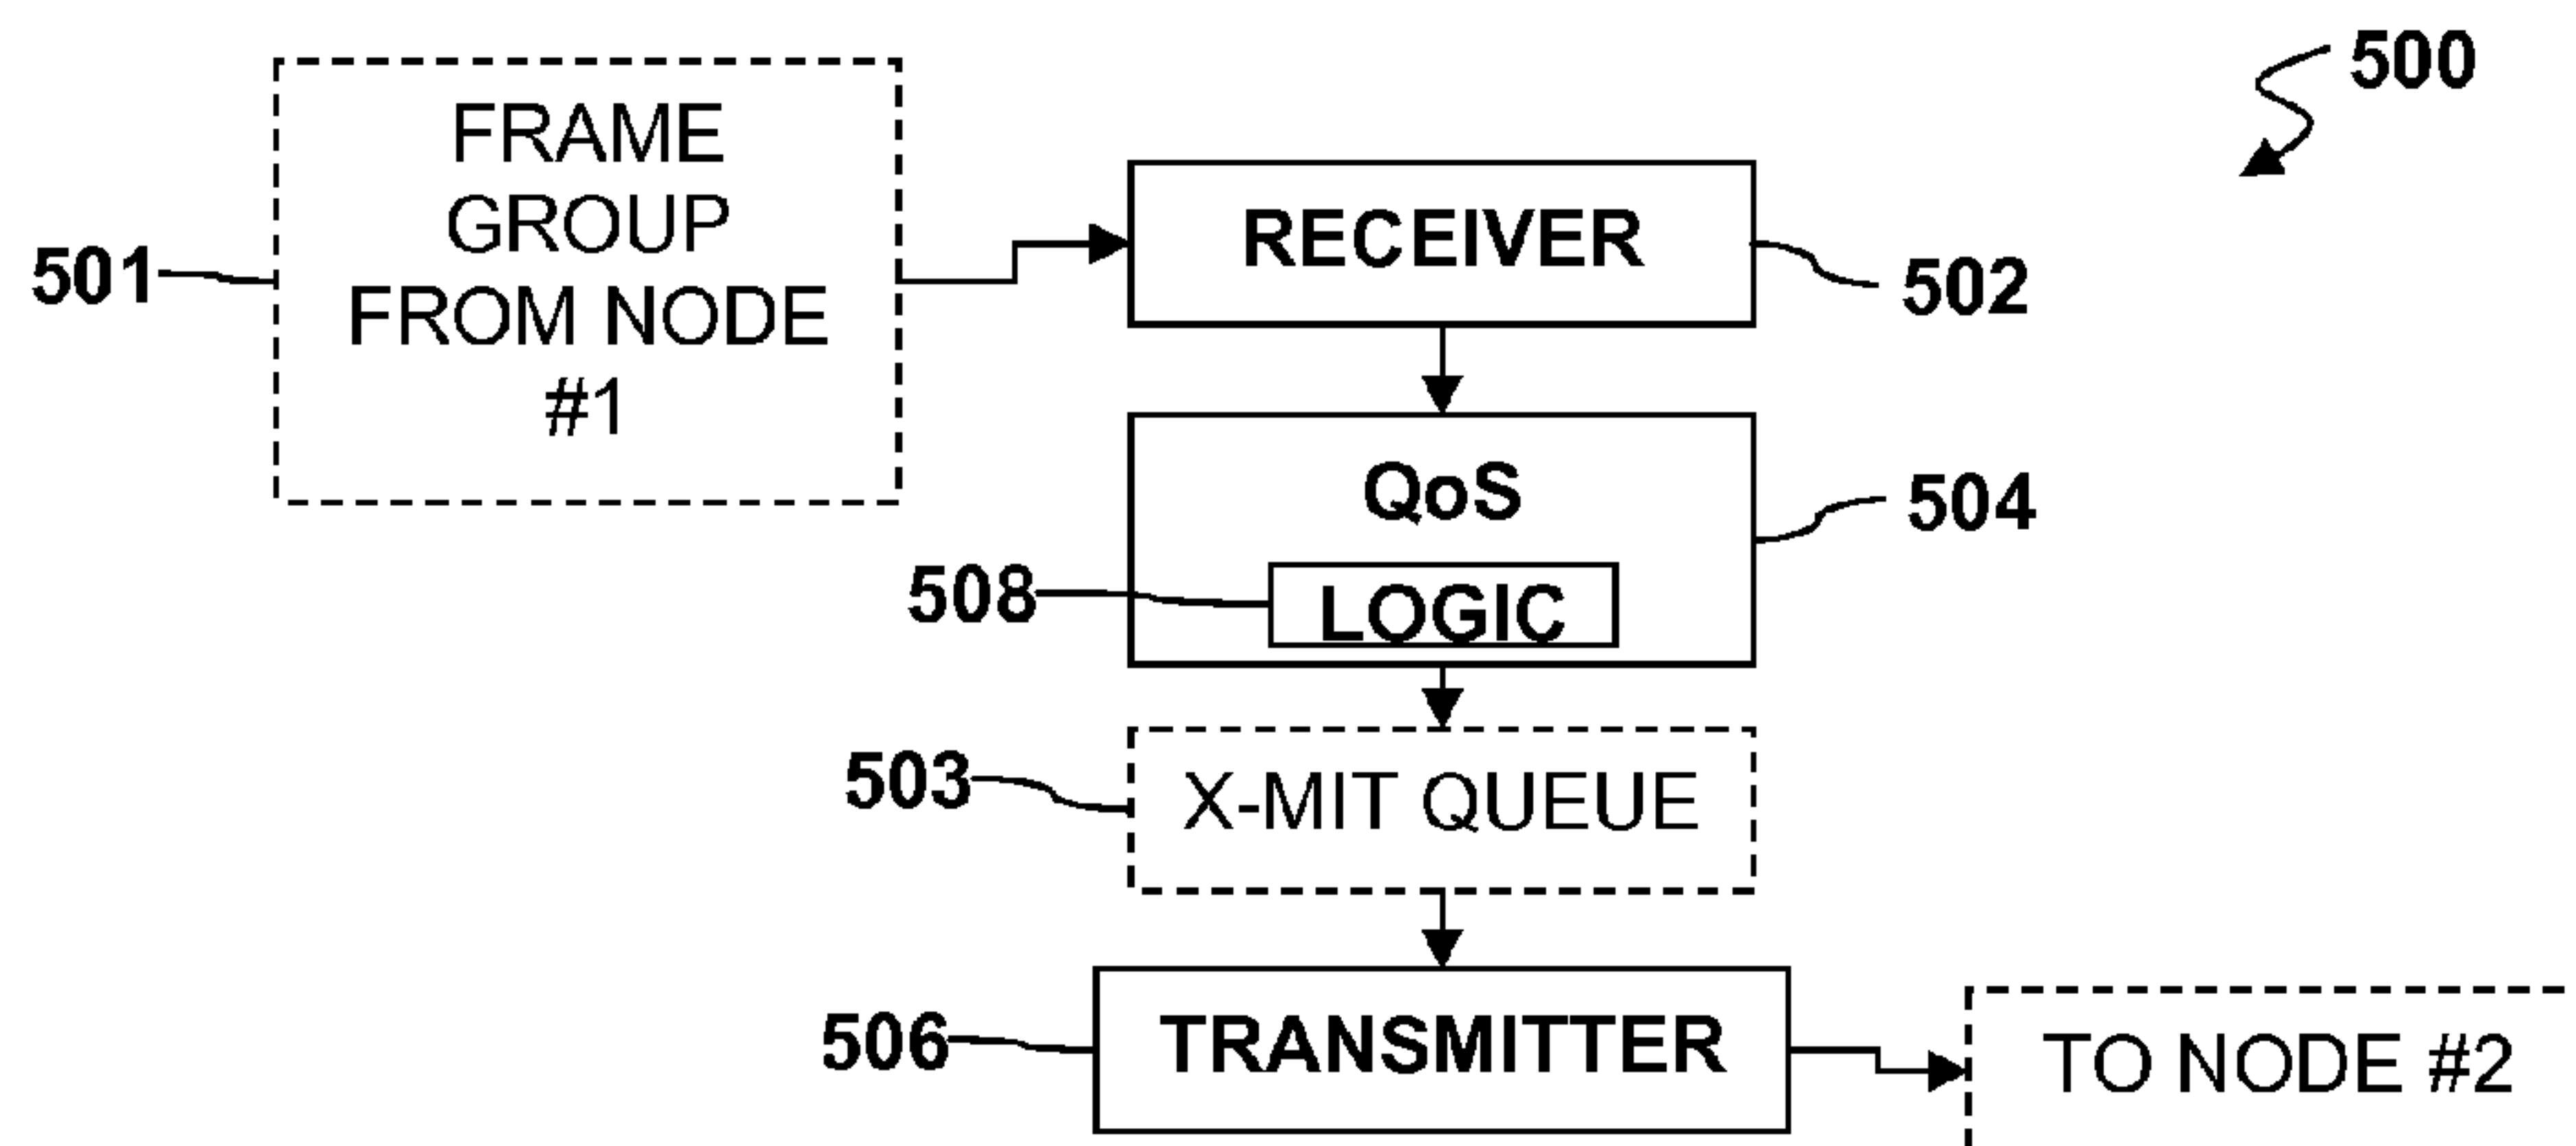 500
FRAME
GROUP
FROM NODE
#1
501
RECEIVER
502
QoS
504
508
LOGIC
503
X-MIT QUEUE
506
TRANSMITTER
TO NODE #2